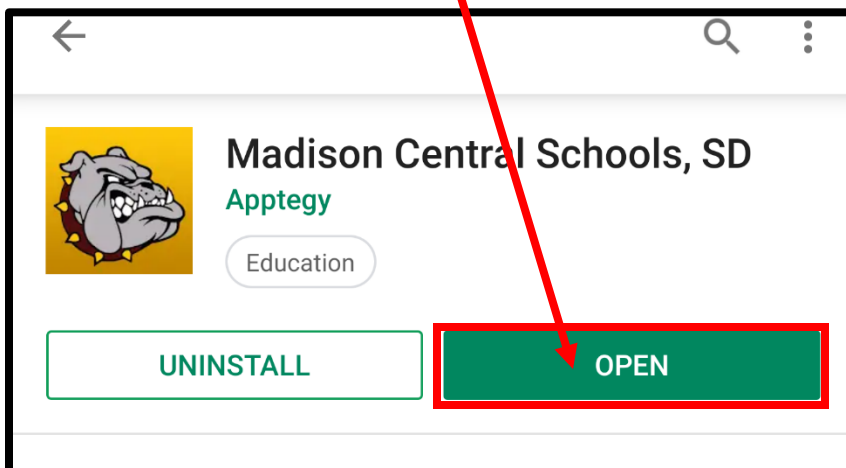 Madison Central Schools, SD
Apptegy
Education
UNINSTALL
OPEN